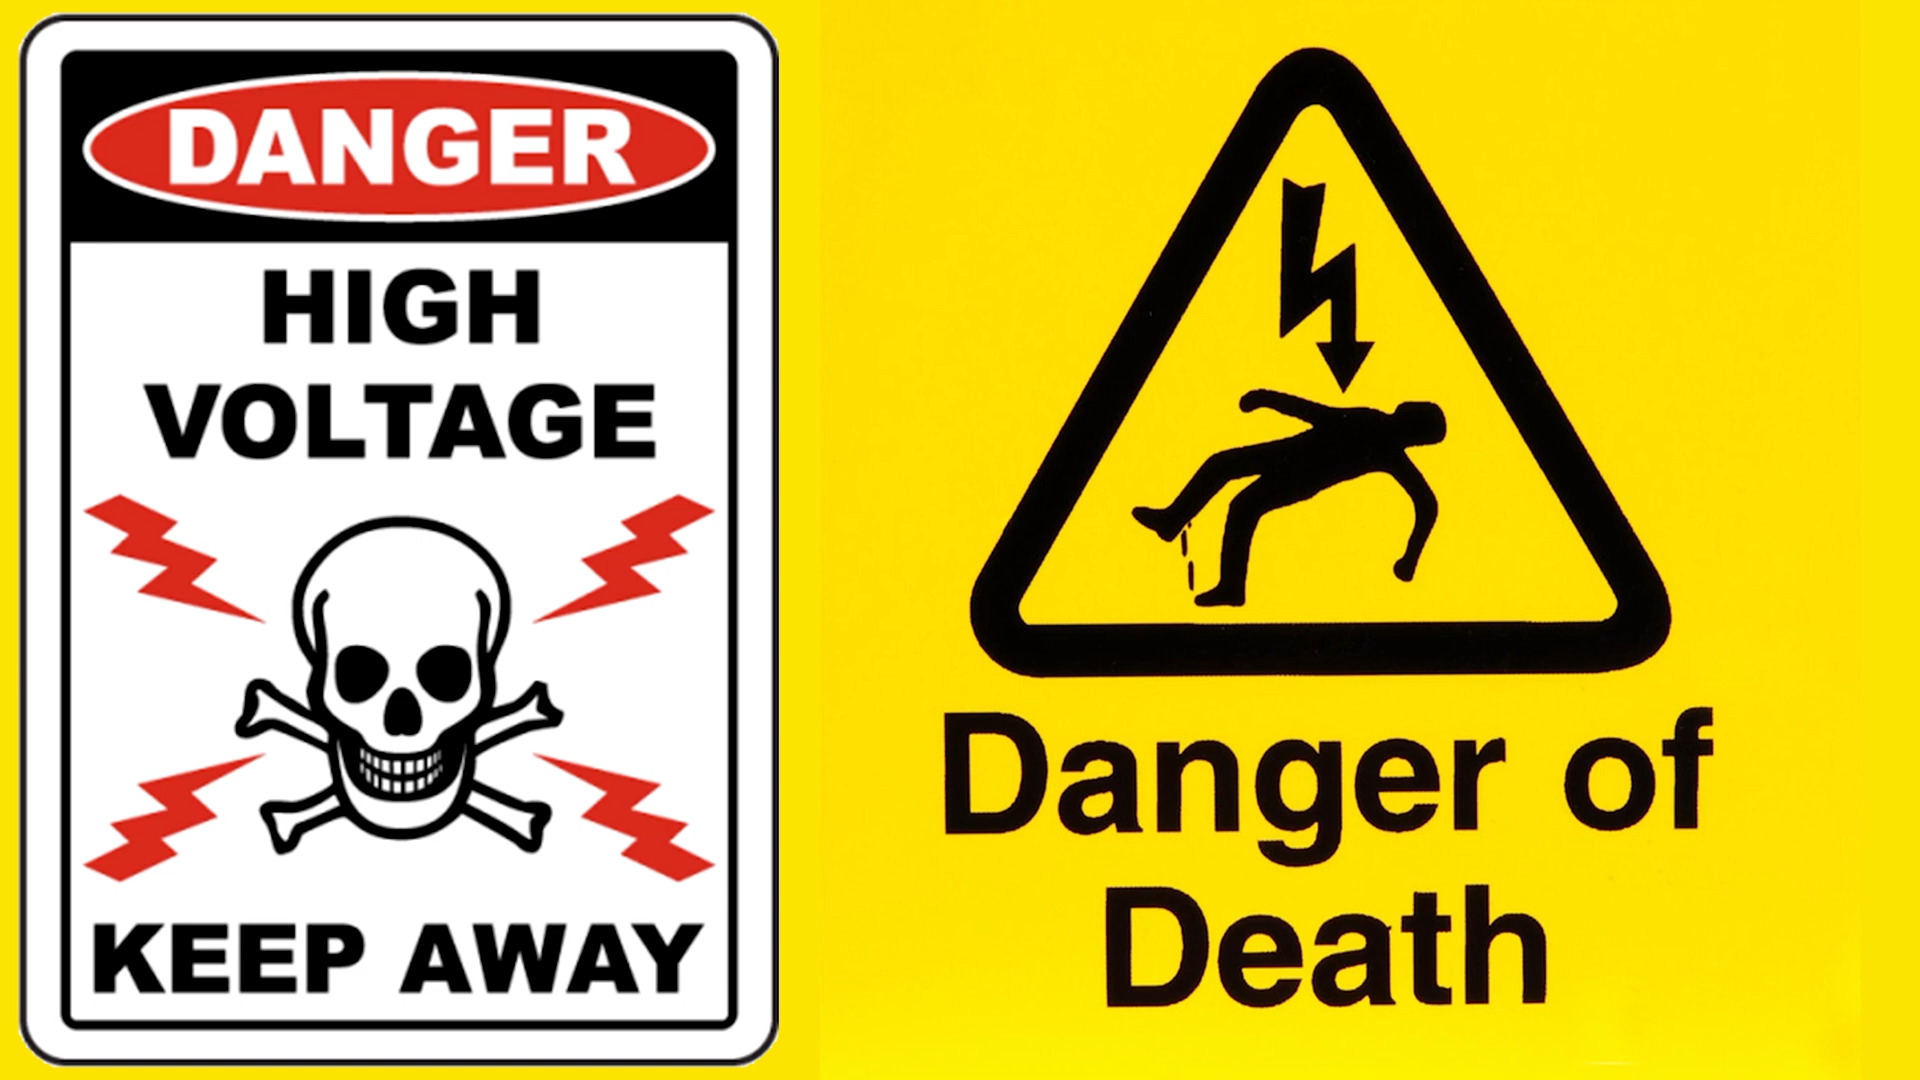 DANGER
HIGH
VOLTAGE
KEEP AWAY
Danger of
Death